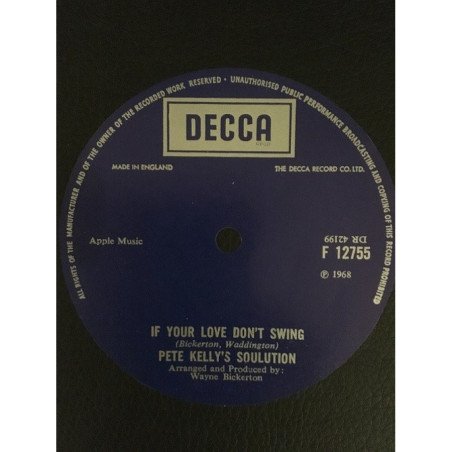 ALL RIGHTS OF THE MANUFACTURER AND OF THE OWNER OF THE RECORDED WORK RESERVED · UNAUTHORISED PUBLIC PERFORMANCE BROADCASTING AND COPYING OF THIS RECORD PROHIBITED
DECCA
MADE IN ENGLAND
THE DECCA RECORD CO. LTD.
Apple Music
DR 42199
F 12755
℗ 1968
IF YOUR LOVE DON'T SWING
(Bickerton, Waddington)
PETE KELLY'S SOULUTION
Arranged and Produced by:
Wayne Bickerton